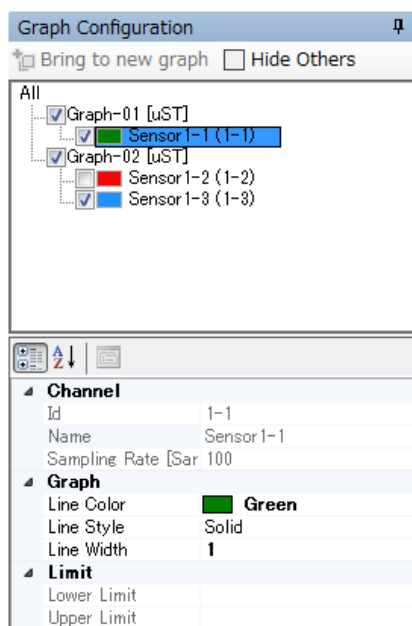 Graph Configuration
Bring to new graph Hide Others
All
Graph-01 [uST]
Sensor1-1 (1-1)
Graph-02 [uST]
Sensor1-2 (1-2)
Sensor1-3 (1-3)
Channel
Id 1-1
Name Sensor1-1
Sampling Rate [Sar 100
Graph
Line Color Green
Line Style Solid
Line Width 1
Limit
Lower Limit
Upper Limit